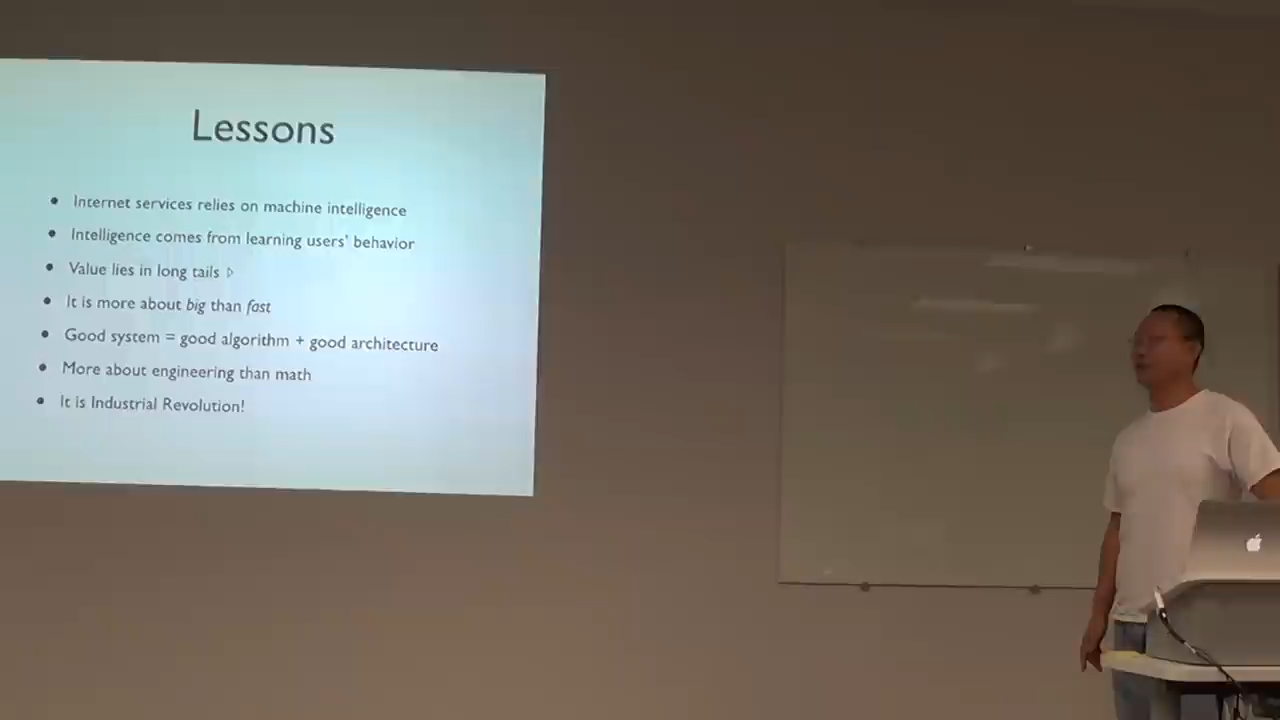 Lessons
• Internet services relies on machine intelligence
• Intelligence comes from learning users' behavior
• Value lies in long tails
• It is more about big than fast
• Good system = good algorithm + good architecture
• More about engineering than math
• It is Industrial Revolution!